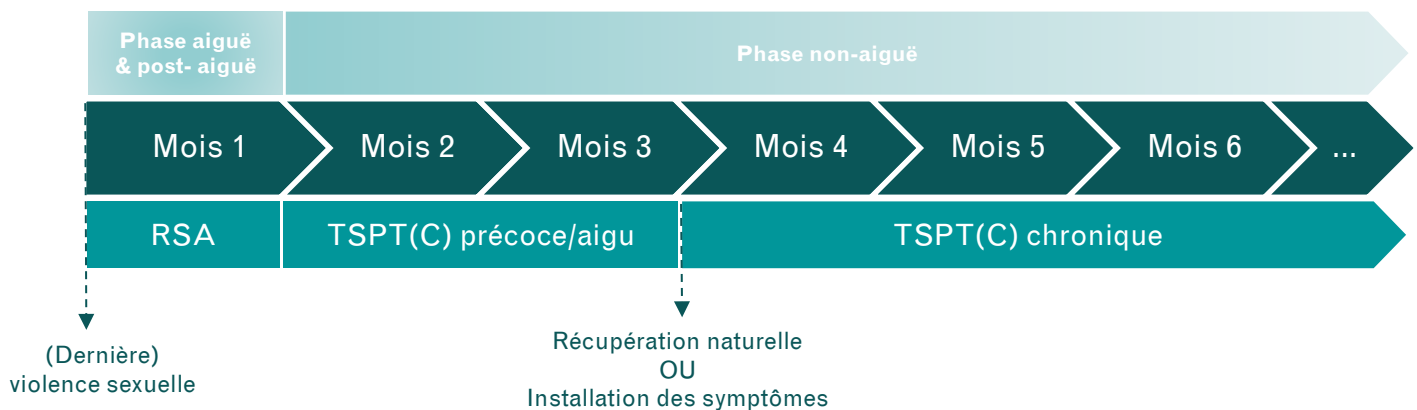 Phase aiguë
& post- aiguë
Phase non-aiguë
Mois 1
Mois 2
Mois 3
Mois 4
Mois 5
Mois 6
...
RSA
TSPT(C) précoce/aigu
TSPT(C) chronique
(Dernière)
violence sexuelle
Récupération naturelle
OU
Installation des symptômes